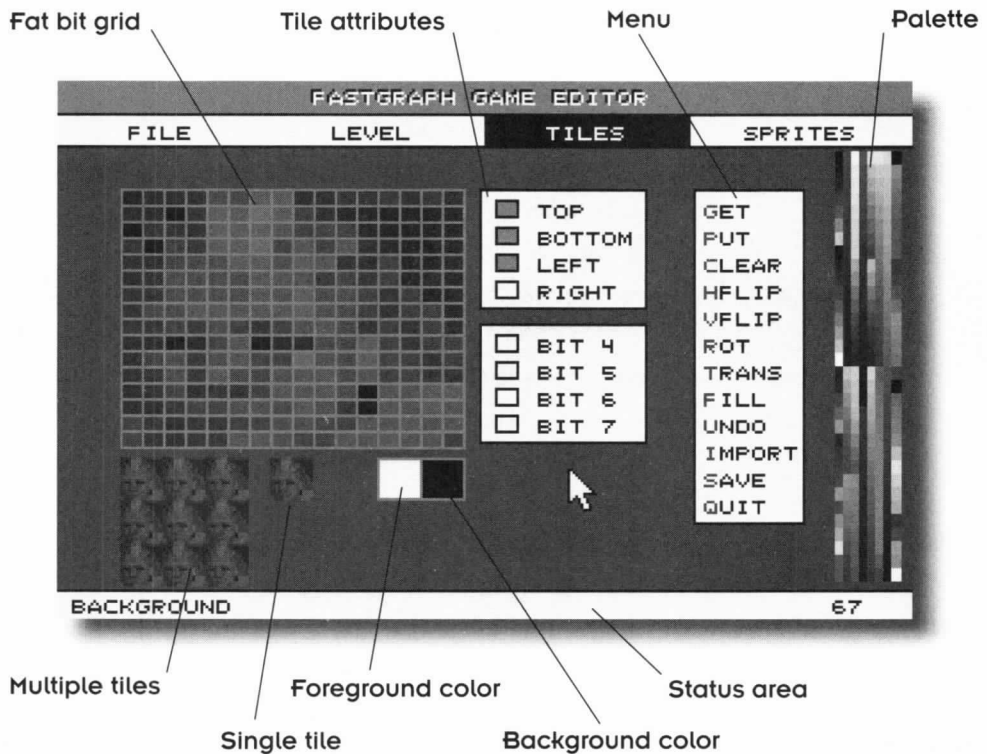 Fat bit grid
Tile attributes
Menu
Palette
FASTGRAPH GAME EDITOR
FILE
LEVEL
TILES
SPRITES
TOP
BOTTOM
LEFT
RIGHT
BIT 4
BIT 5
BIT 6
BIT 7
GET
PUT
CLEAR
HFLIP
VFLIP
ROT
TRANS
FILL
UNDO
IMPORT
SAVE
QUIT
BACKGROUND
67
Multiple tiles
Foreground color
Status area
Single tile
Background color